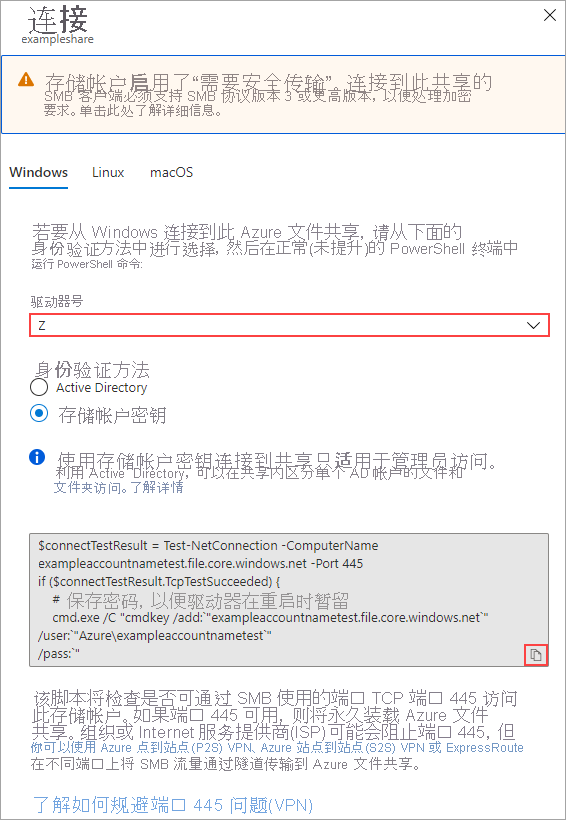 连接
exampleshare
存储帐户启用了“需要安全传输”。连接到此共享的
SMB 客户端必须支持 SMB 协议版本 3 或更高版本，以便处理加密
要求。单击此处了解详细信息。
Windows Linux macOS
若要从 Windows 连接到此 Azure 文件共享，请从下面的
身份验证方法中进行选择，然后在正常(未提升)的 PowerShell 终端中
运行 PowerShell 命令:
驱动器号
Z
身份验证方法
Active Directory
存储帐户密钥
使用存储帐户密钥连接到共享只适用于管理员访问。
利用 Active Directory，可以在共享内区分单个 AD 帐户的文件和
文件夹访问。了解详情
$connectTestResult = Test-NetConnection -ComputerName
exampleaccountnametest.file.core.windows.net -Port 445
if ($connectTestResult.TcpTestSucceeded) {
# 保存密码，以便驱动器在重启时暂留
cmd.exe /C "cmdkey /add:`"exampleaccountnametest.file.core.windows.net`"
/user:`"Azure\exampleaccountnametest`"
/pass:`"
该脚本将检查是否可通过 SMB 使用的端口 TCP 端口 445 访问
此存储帐户。如果端口 445 可用，则将永久装载 Azure 文件
共享。组织或 Internet 服务提供商(ISP)可能会阻止端口 445，但
你可以使用 Azure 点到站点(P2S) VPN、Azure 站点到站点(S2S) VPN 或 ExpressRoute
在不同端口上将 SMB 流量通过隧道传输到 Azure 文件共享。
了解如何规避端口 445 问题(VPN)